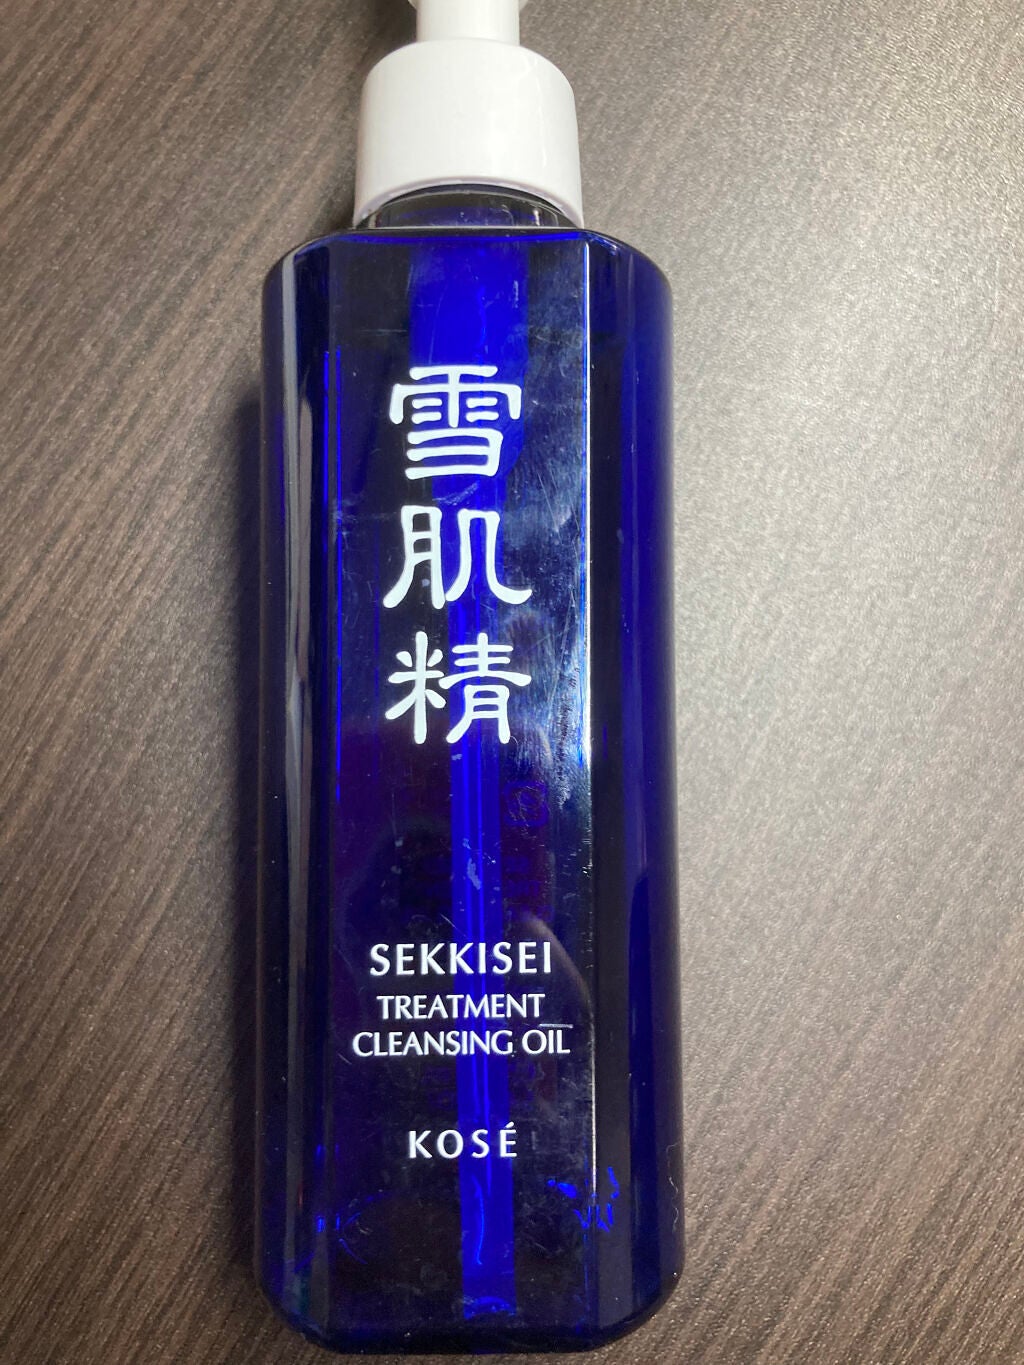 雪肌精
SEKKISEI
TREATMENT
CLEANSING OIL
KOSÉ